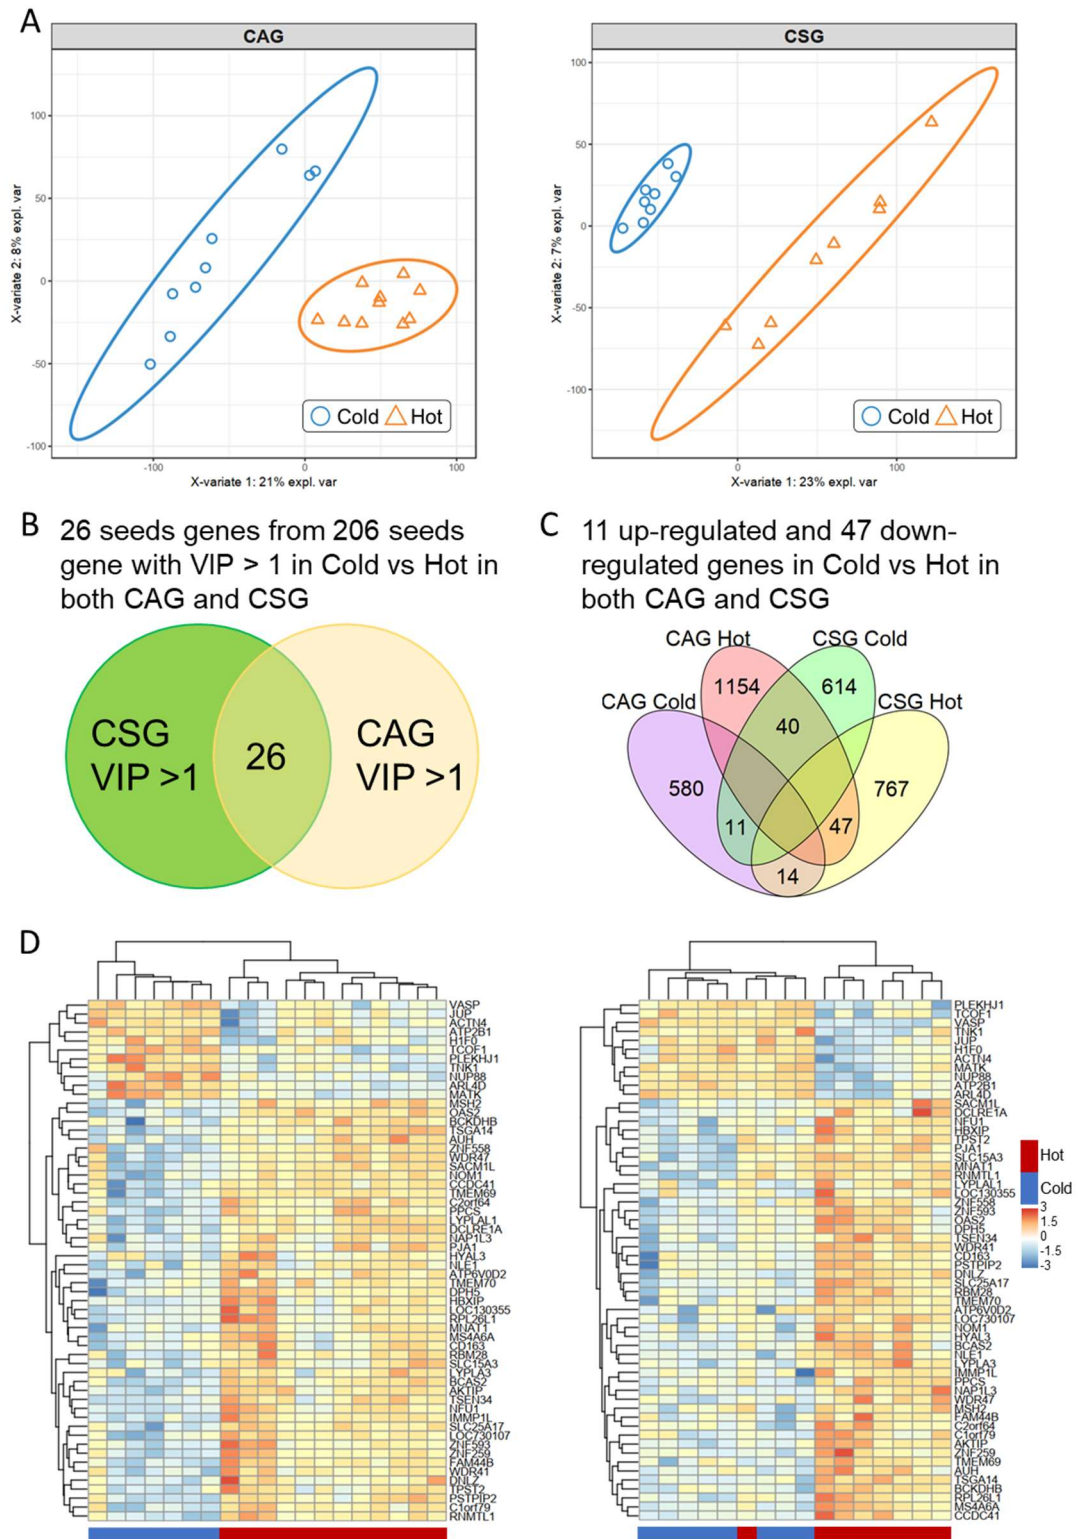 A
CAG
100
50
0
-50
-100
X-variate 2: 8% expl. var
-100
0
100
X-variate 1: 21% expl. var
Cold Hot
CSG
100
50
0
-50
-100
X-variate 2: 7% expl. var
0
100
X-variate 1: 23% expl. var
Cold Hot
B
26 seeds genes from 206 seeds
gene with VIP > 1 in Cold vs Hot in
both CAG and CSG
CSG
VIP >1
26
CAG
VIP >1
C
11 up-regulated and 47 down-
regulated genes in Cold vs Hot in
both CAG and CSG
CAG Hot
CSG Cold
CAG Cold
CSG Hot
1154
614
40
580
767
11
47
14
D
VASP
JUP
ACTN4
ATP2B1
H1F0
TCOF1
PLEKHJ1
TNK1
NUP88
ARL4D
MATK
MSH2
OAS2
BCKDHB
TSGA14
AUH
ZNF558
WDR47
SACM1L
NOM1
CCDC41
TMEM69
C2orf64
PPCS
LYPLAL1
DCLRE1A
NAP1L3
PJA1
HYAL3
NLE1
ATP6V0D2
TMEM70
DPH5
HBXIP
LOC130355
RPL26L1
MNAT1
MS4A6A
CD163
RBM28
SLC15A3
LYPLA3
BCAS2
AKTIP
TSEN34
NFU1
IMMP1L
SLC25A17
LOC730107
ZNF593
ZNF259
FAM44B
WDR41
DNLZ
TPST2
PSTPIP2
C1orf79
RNMTL1
PLEKHJ1
TCOF1
VASP
TNK1
JUP
H1F0
ACTN4
MATK
NUP88
ATP2B1
ARL4D
SACM1L
DCLRE1A
NFU1
HBXIP
TPST2
PJA1
SLC15A3
MNAT1
RNMTL1
LYPLAL1
LOC130355
ZNF558
ZNF593
OAS2
DPH5
TSEN34
WDR41
CD163
PSTPIP2
DNLZ
SLC25A17
RBM28
TMEM70
ATP6V0D2
LOC730107
NOM1
HYAL3
BCAS2
NLE1
LYPLA3
IMMP1L
PPCS
NAP1L3
WDR47
MSH2
FAM44B
C2orf64
C1orf79
AKTIP
ZNF259
TMEM69
AUH
TSGA14
BCKDHB
RPL26L1
MS4A6A
CCDC41
Hot
Cold
3
1.5
0
-1.5
-3